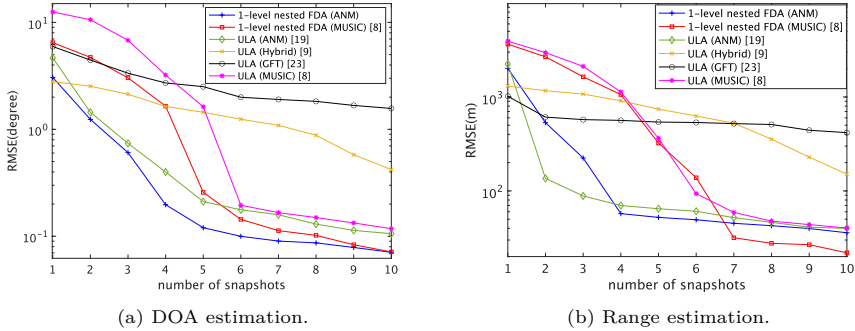 1-level nested FDA (ANM)
1-level nested FDA (MUSIC) [8]
ULA (ANM) [19]
ULA (Hybrid) [9]
ULA (GFT) [23]
ULA (MUSIC) [8]
RMSE(degree)
10^1
10^0
10^-1
1 2 3 4 5 6 7 8 9 10
number of snapshots
(a) DOA estimation.
1-level nested FDA (ANM)
1-level nested FDA (MUSIC) [8]
ULA (ANM) [19]
ULA (Hybrid) [9]
ULA (GFT) [23]
ULA (MUSIC) [8]
RMSE(m)
10^3
10^2
1 2 3 4 5 6 7 8 9 10
number of snapshots
(b) Range estimation.